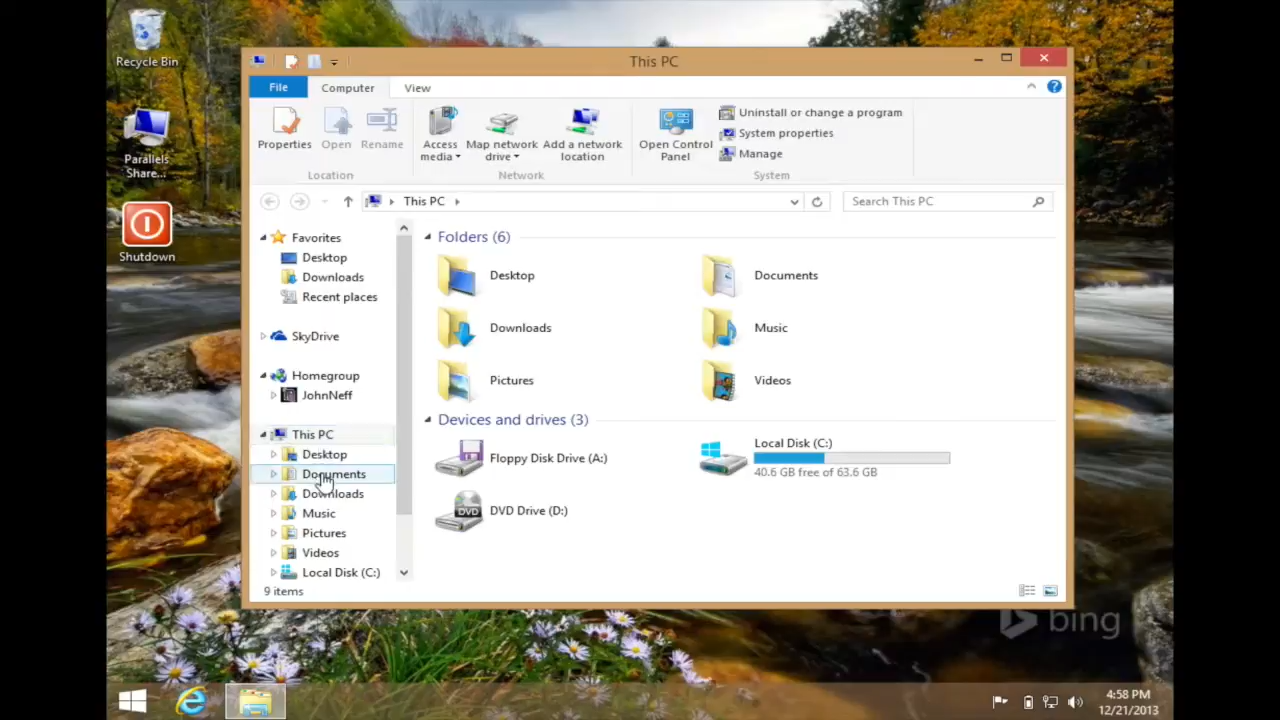 Recycle Bin
Parallels
Share...
Shutdown
This PC
File
Computer
View
Properties
Open
Rename
Location
Access
media
Map network
drive
Add a network
location
Network
Open Control
Panel
Uninstall or change a program
System properties
Manage
System
This PC
Search This PC
Favorites
Desktop
Downloads
Recent places
SkyDrive
Homegroup
JohnNeff
This PC
Desktop
Documents
Downloads
Music
Pictures
Videos
Local Disk (C:)
9 items
Folders (6)
Desktop
Documents
Downloads
Music
Pictures
Videos
Devices and drives (3)
Floppy Disk Drive (A:)
Local Disk (C:)
40.6 GB free of 63.6 GB
DVD
DVD Drive (D:)
bing
4:58 PM
12/21/2013